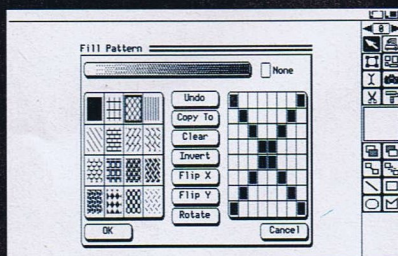 Fill Pattern
None
Undo
Copy To
Clear
Invert
Flip X
Flip Y
Rotate
OK
Cancel